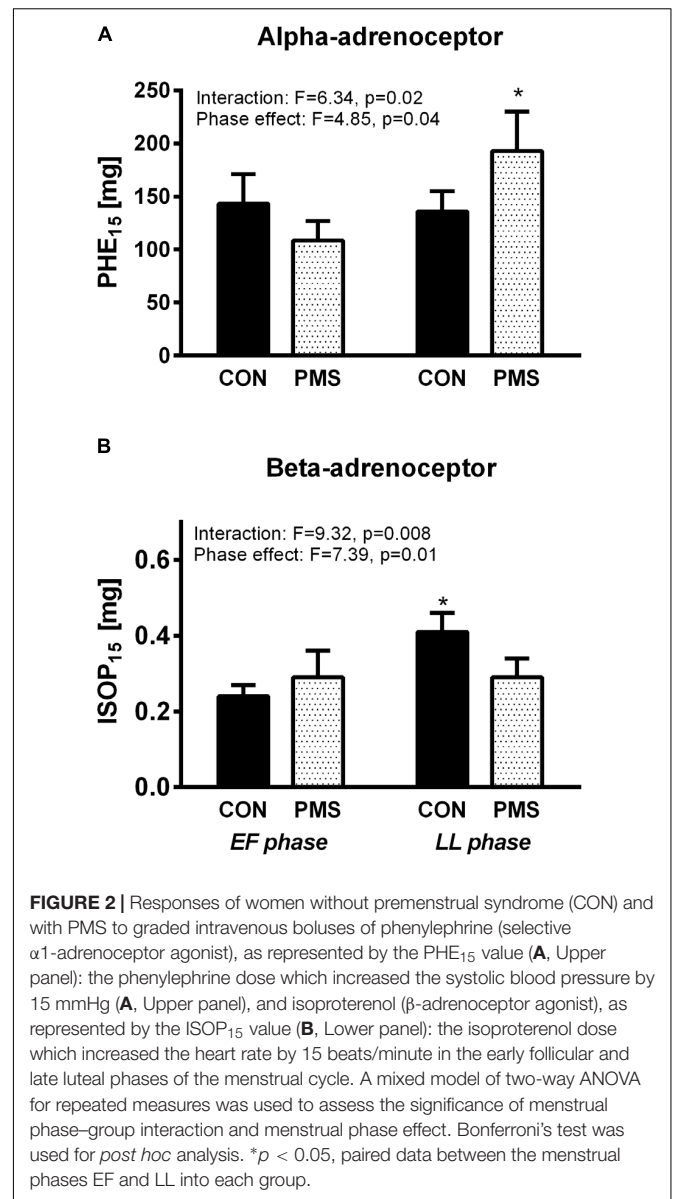 A
Alpha-adrenoceptor
Interaction: F=6.34, p=0.02
Phase effect: F=4.85, p=0.04
*
PHE15 [mg]
250
200
150
100
50
0
CON PMS CON PMS
B
Beta-adrenoceptor
Interaction: F=9.32, p=0.008
Phase effect: F=7.39, p=0.01
*
ISOP15 [mg]
0.6
0.4
0.2
0.0
CON PMS CON PMS
EF phase LL phase
FIGURE 2 | Responses of women without premenstrual syndrome (CON) and
with PMS to graded intravenous boluses of phenylephrine (selective
α1-adrenoceptor agonist), as represented by the PHE15 value (A, Upper
panel): the phenylephrine dose which increased the systolic blood pressure by
15 mmHg (A, Upper panel), and isoproterenol (β-adrenoceptor agonist), as
represented by the ISOP15 value (B, Lower panel): the isoproterenol dose
which increased the heart rate by 15 beats/minute in the early follicular and
late luteal phases of the menstrual cycle. A mixed model of two-way ANOVA
for repeated measures was used to assess the significance of menstrual
phase–group interaction and menstrual phase effect. Bonferroni's test was
used for post hoc analysis. *p < 0.05, paired data between the menstrual
phases EF and LL into each group.